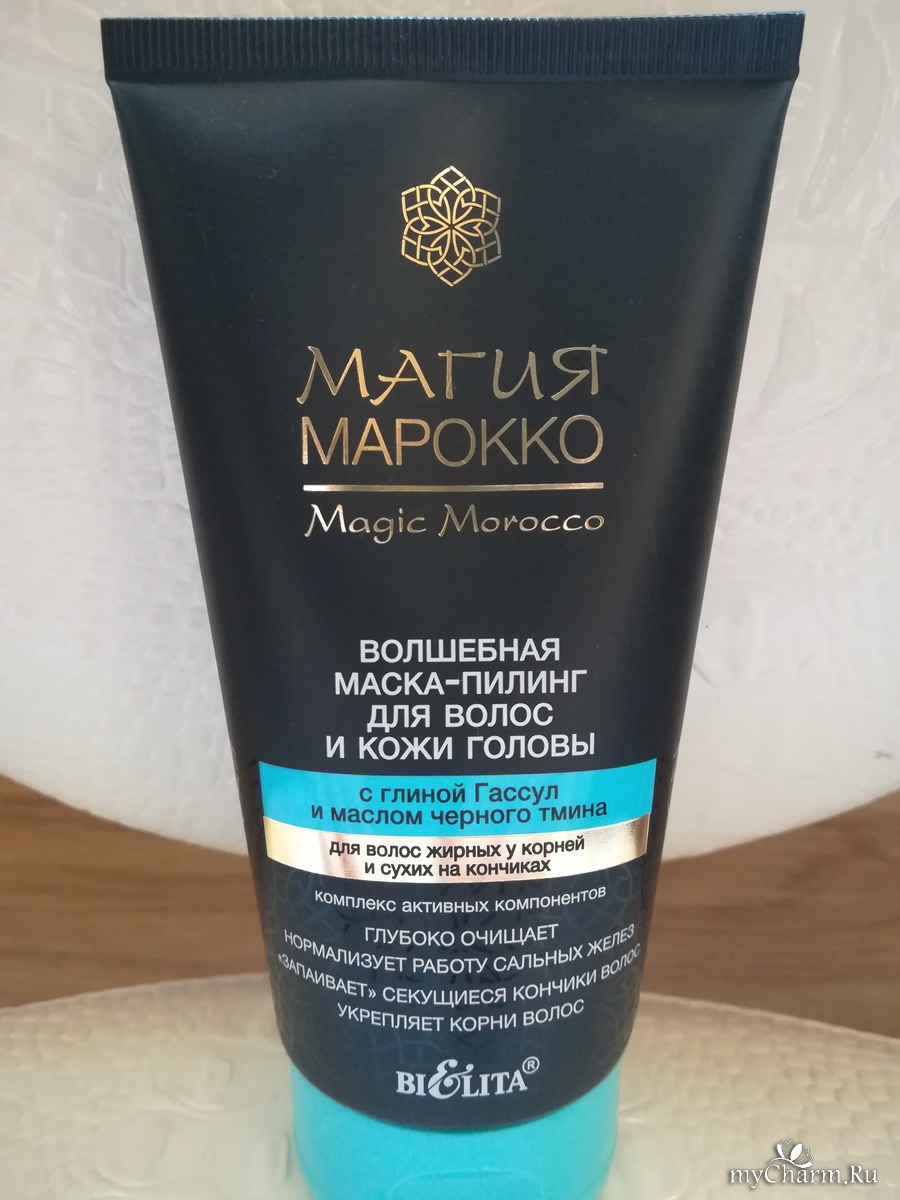 МАГИЯ
МАРОККО
Magic Morocco
ВОЛШЕБНАЯ
МАСКА-ПИЛИНГ
ДЛЯ ВОЛОС
И КОЖИ ГОЛОВЫ
с глиной Гассул
и маслом черного тмина
для волос жирных у корней
и сухих на кончиках
комплекс активных компонентов
ГЛУБОКО ОЧИЩАЕТ
НОРМАЛИЗУЕТ РАБОТУ САЛЬНЫХ ЖЕЛЕЗ
«ЗАПАИВАЕТ» СЕКУЩИЕСЯ КОНЧИКИ ВОЛОС
УКРЕПЛЯЕТ КОРНИ ВОЛОС
BI&LITA®
myCharm.Ru